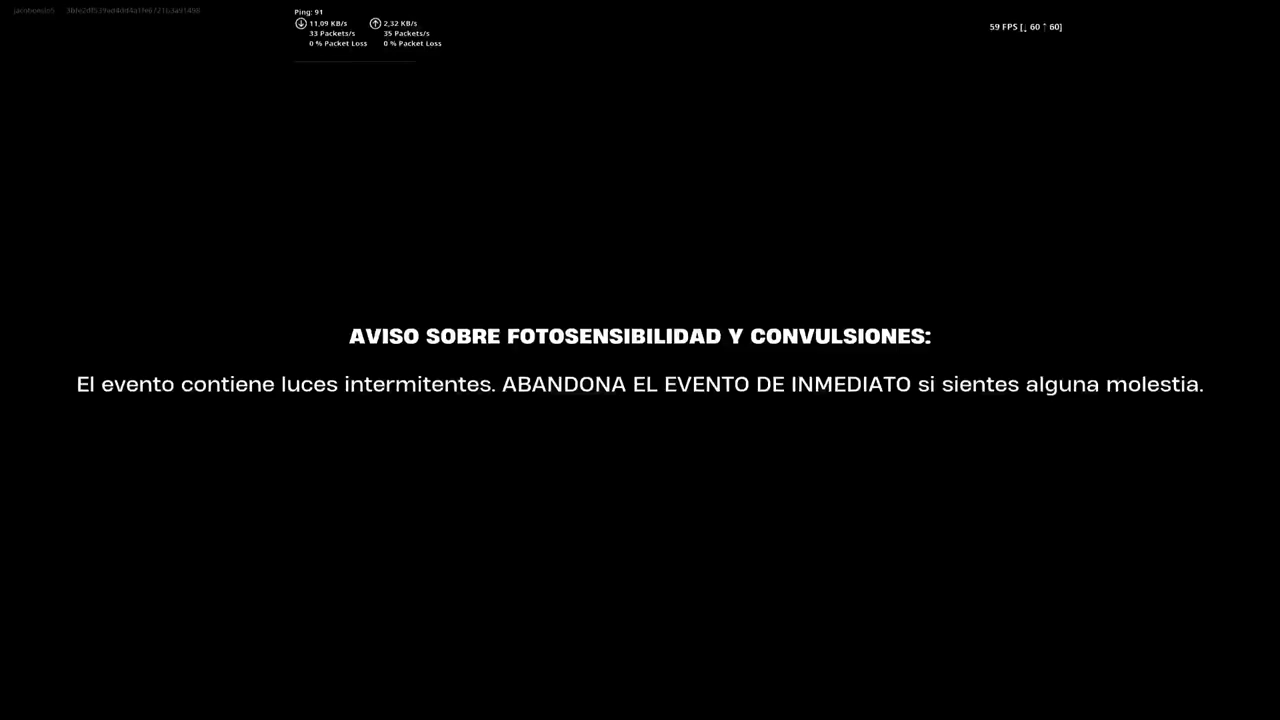 Ping: 91
11,09 KB/s 2,32 KB/s
33 Packets/s 35 Packets/s
0 % Packet Loss 0 % Packet Loss
59 FPS [↓ 60 ↑ 60]
AVISO SOBRE FOTOSENSIBILIDAD Y CONVULSIONES:
El evento contiene luces intermitentes. ABANDONA EL EVENTO DE INMEDIATO si sientes alguna molestia.